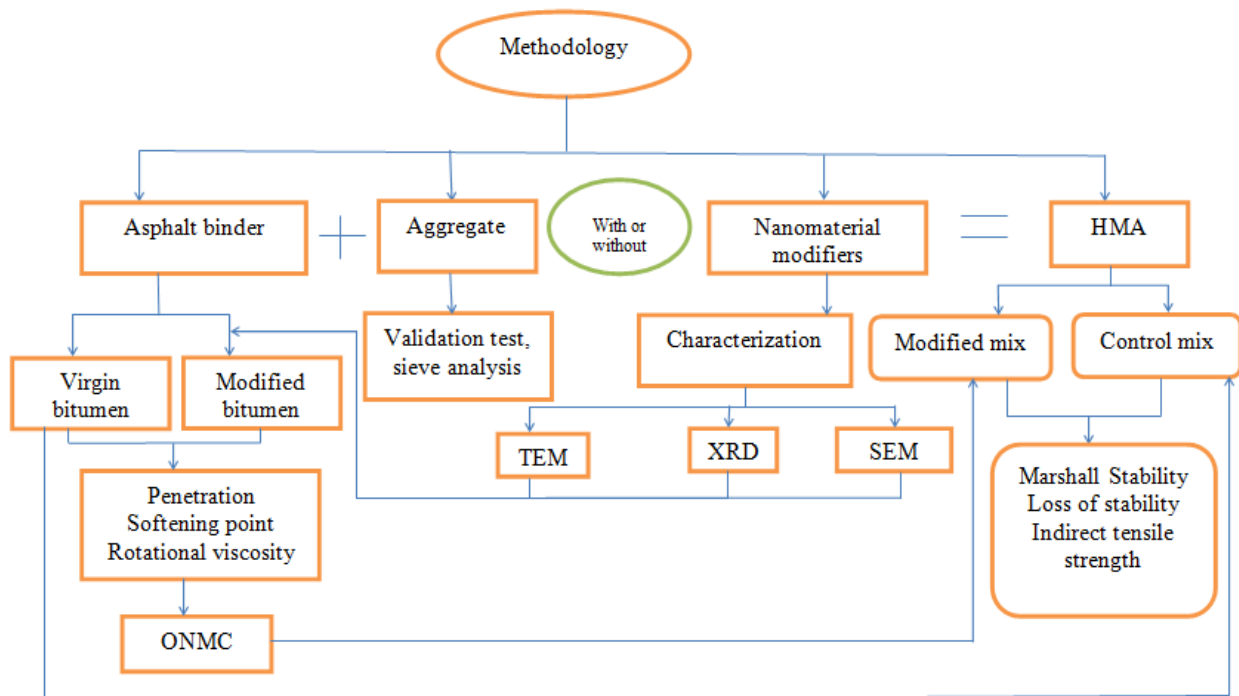 Methodology
Asphalt binder
+
Aggregate
With or
without
Nanomaterial
modifiers
=
HMA
Validation test,
sieve analysis
Characterization
Modified mix
Control mix
Virgin
bitumen
Modified
bitumen
TEM
XRD
SEM
Penetration
Softening point
Rotational viscosity
Marshall Stability
Loss of stability
Indirect tensile
strength
ONMC